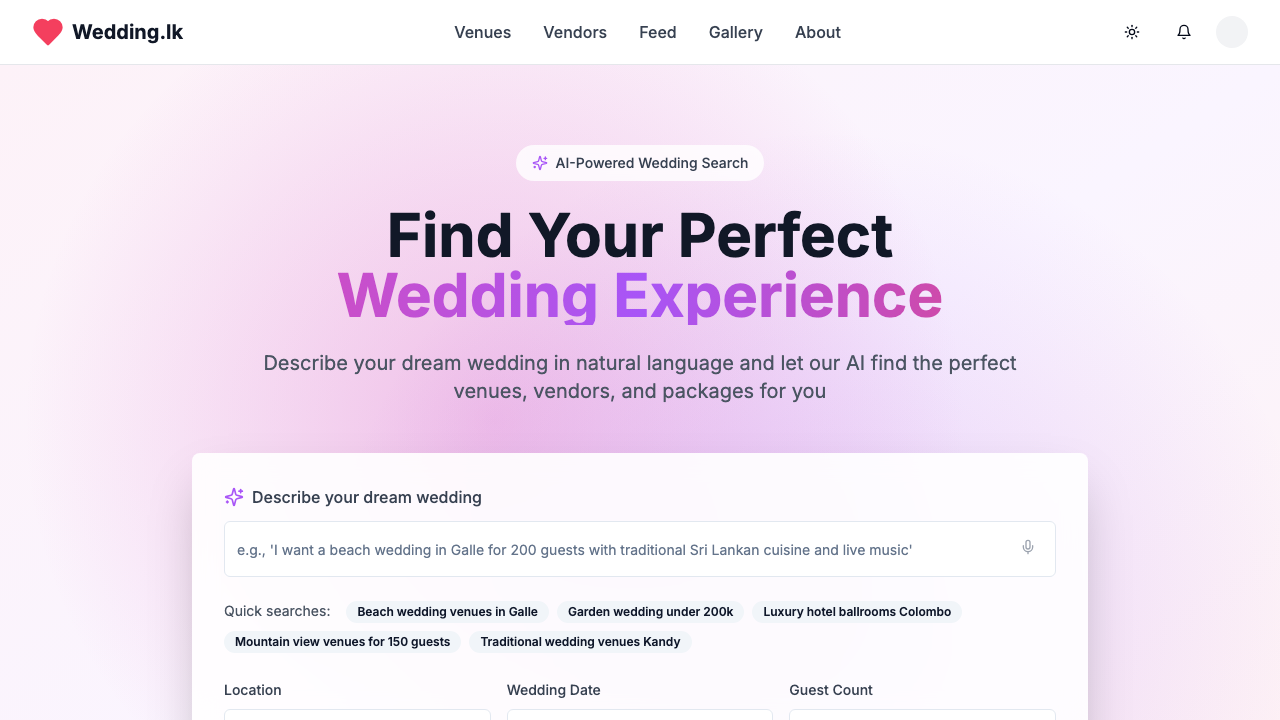 Wedding.lk
Venues Vendors Feed Gallery About
AI-Powered Wedding Search
Find Your Perfect
Wedding Experience
Describe your dream wedding in natural language and let our AI find the perfect
venues, vendors, and packages for you
Describe your dream wedding
e.g., 'I want a beach wedding in Galle for 200 guests with traditional Sri Lankan cuisine and live music'
Quick searches: Beach wedding venues in Galle Garden wedding under 200k Luxury hotel ballrooms Colombo
Mountain view venues for 150 guests Traditional wedding venues Kandy
Location Wedding Date Guest Count